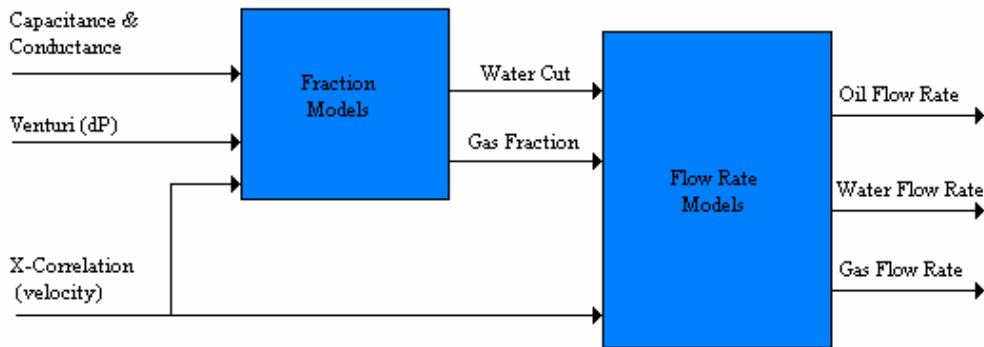 Capacitance &
Conductance
Venturi (dP)
X-Correlation
(velocity)
Fraction
Models
Water Cut
Gas Fraction
Flow Rate
Models
Oil Flow Rate
Water Flow Rate
Gas Flow Rate